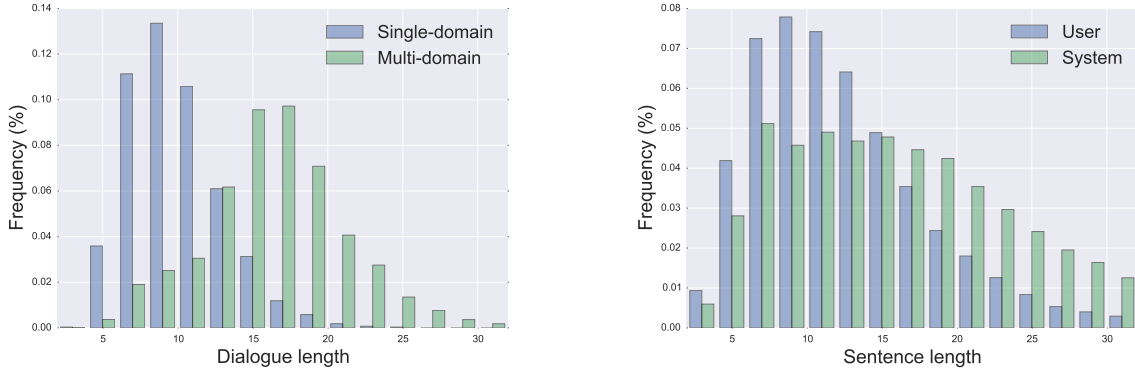 0.14
0.12
0.10
0.08
0.06
0.04
0.02
0.00
Frequency (%)
Single-domain
Multi-domain
5 10 15 20 25 30
Dialogue length
0.08
0.07
0.06
0.05
0.04
0.03
0.02
0.01
0.00
Frequency (%)
User
System
5 10 15 20 25 30
Sentence length